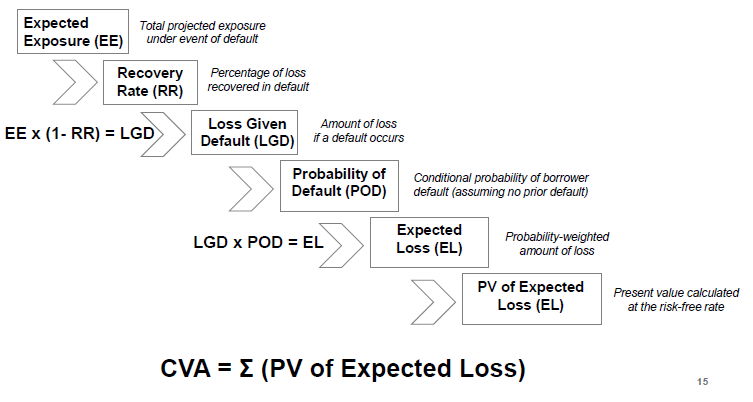 Expected
Exposure (EE)
Total projected exposure
under event of default
Recovery
Rate (RR)
Percentage of loss
recovered in default
EE x (1- RR) = LGD
Loss Given
Default (LGD)
Amount of loss
if a default occurs
Probability of
Default (POD)
Conditional probability of borrower
default (assuming no prior default)
LGD x POD = EL
Expected
Loss (EL)
Probability-weighted
amount of loss
PV of Expected
Loss (EL)
Present value calculated
at the risk-free rate
CVA = Σ (PV of Expected Loss)
15